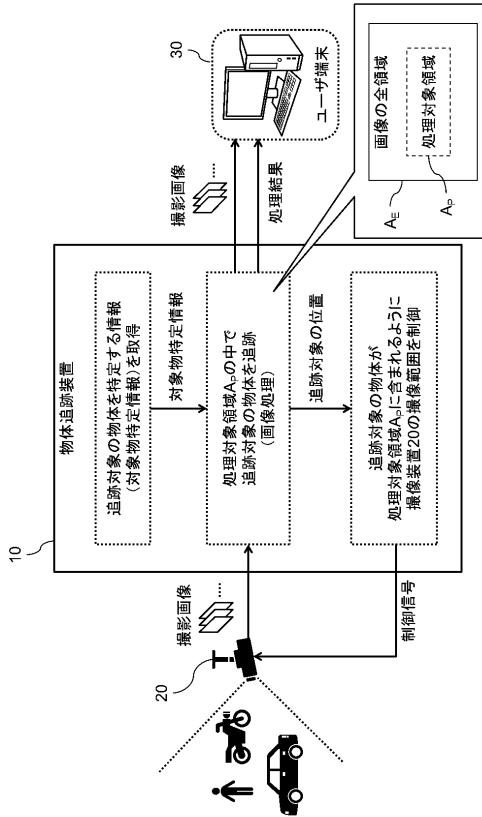 10
物体追跡装置
追跡対象の物体を特定する情報
(対象物特定情報)を取得
対象物特定情報
処理対象領域APの中で
追跡対象の物体を追跡
(画像処理)
追跡対象の位置
追跡対象の物体が
処理対象領域APに含まれるように
撮像装置20の撮像範囲を制御
20
撮影画像
制御信号
撮影画像
処理結果
30
ユーザ端末
画像の全領域
処理対象領域
AE
AP